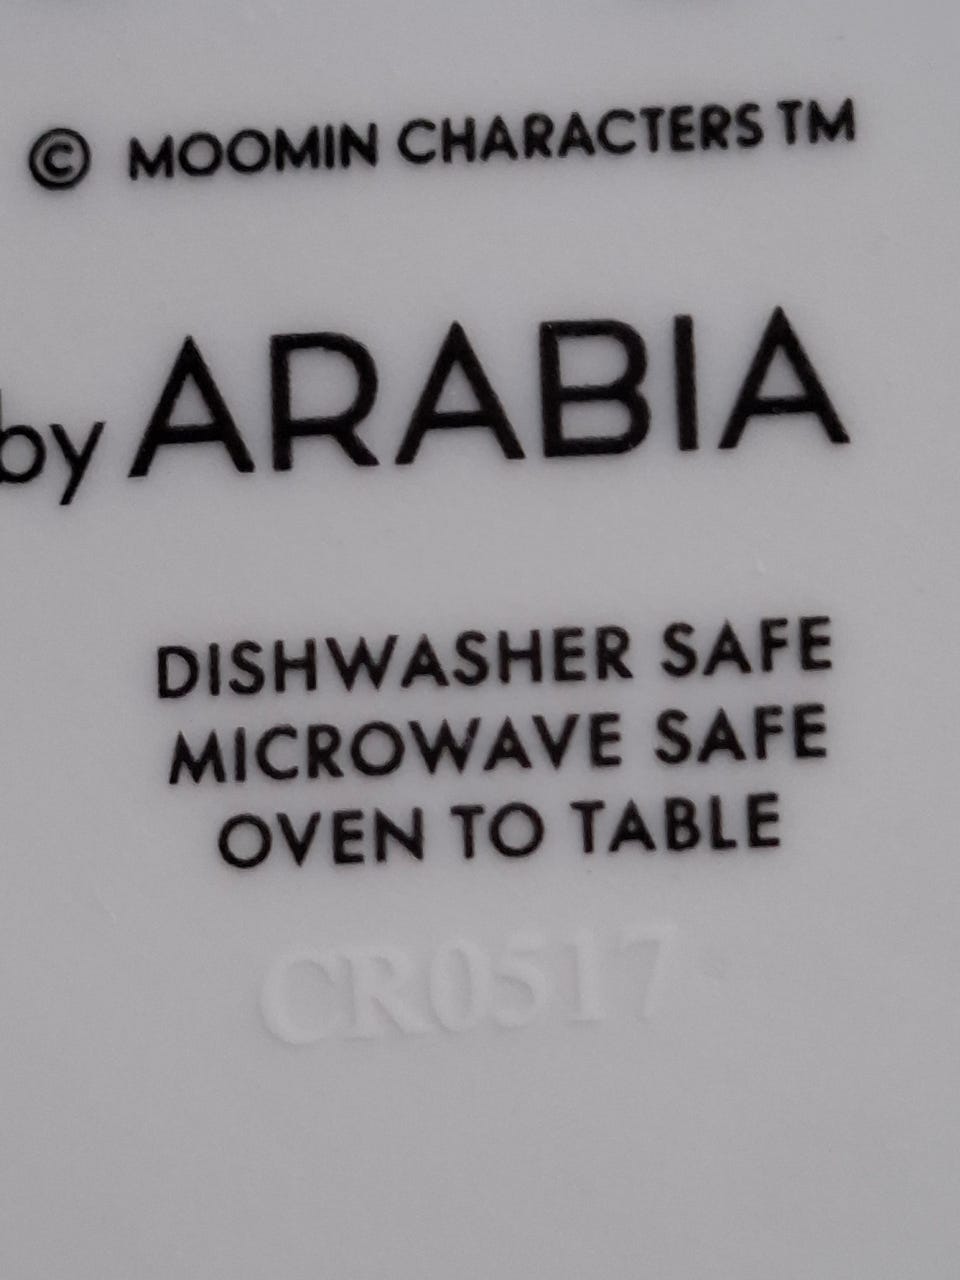 © MOOMIN CHARACTERS TM
by ARABIA
DISHWASHER SAFE
MICROWAVE SAFE
OVEN TO TABLE
CR0517